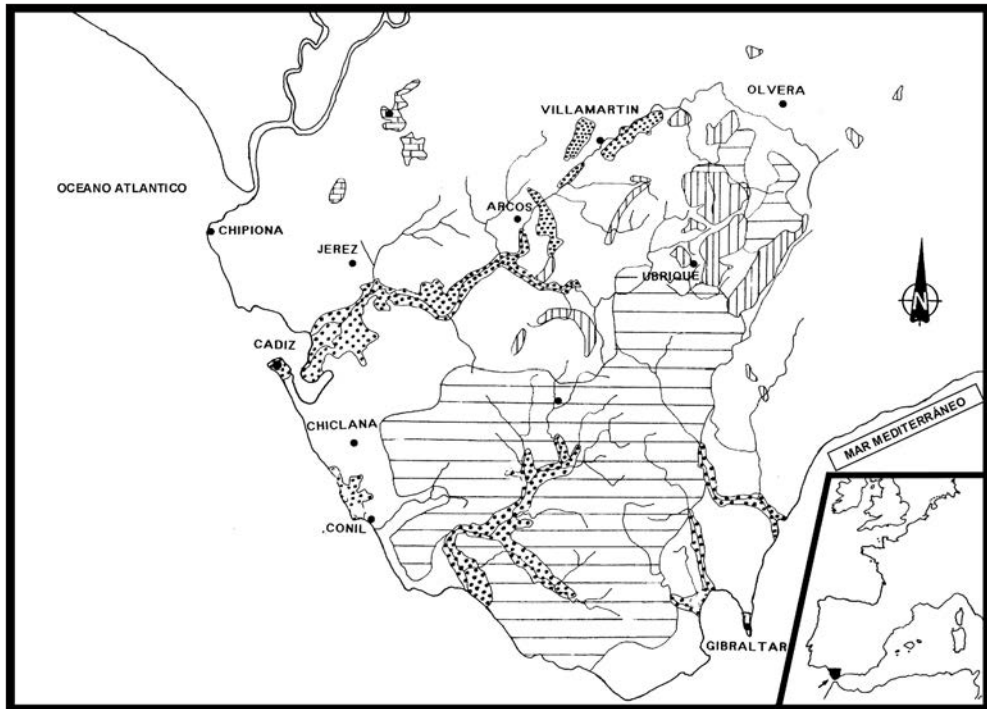 OLVERA
VILLAMARTIN
OCEANO ATLANTICO
ARCOS
CHIPIONA
JEREZ
UBRIQUE
N
CADIZ
CHICLANA
MAR MEDITERRÁNEO
.CONIL
GIBRALTAR